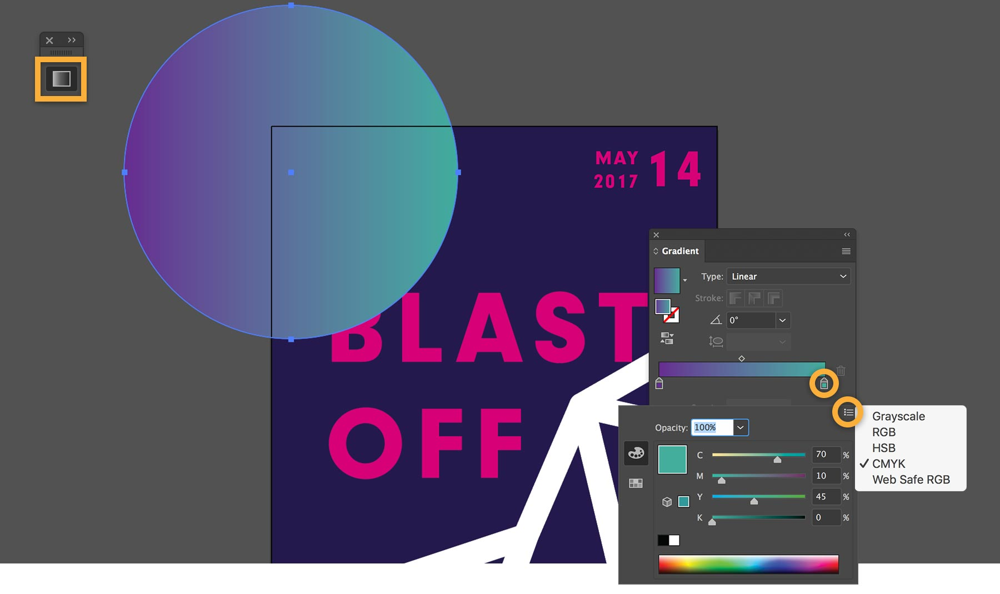 MAY 14
2017
BLAST
OFF
Gradient
Type: Linear
Stroke:
0°
Opacity: 100%
C 70 %
M 10 %
Y 45 %
K 0 %
Grayscale
RGB
HSB
✓ CMYK
Web Safe RGB